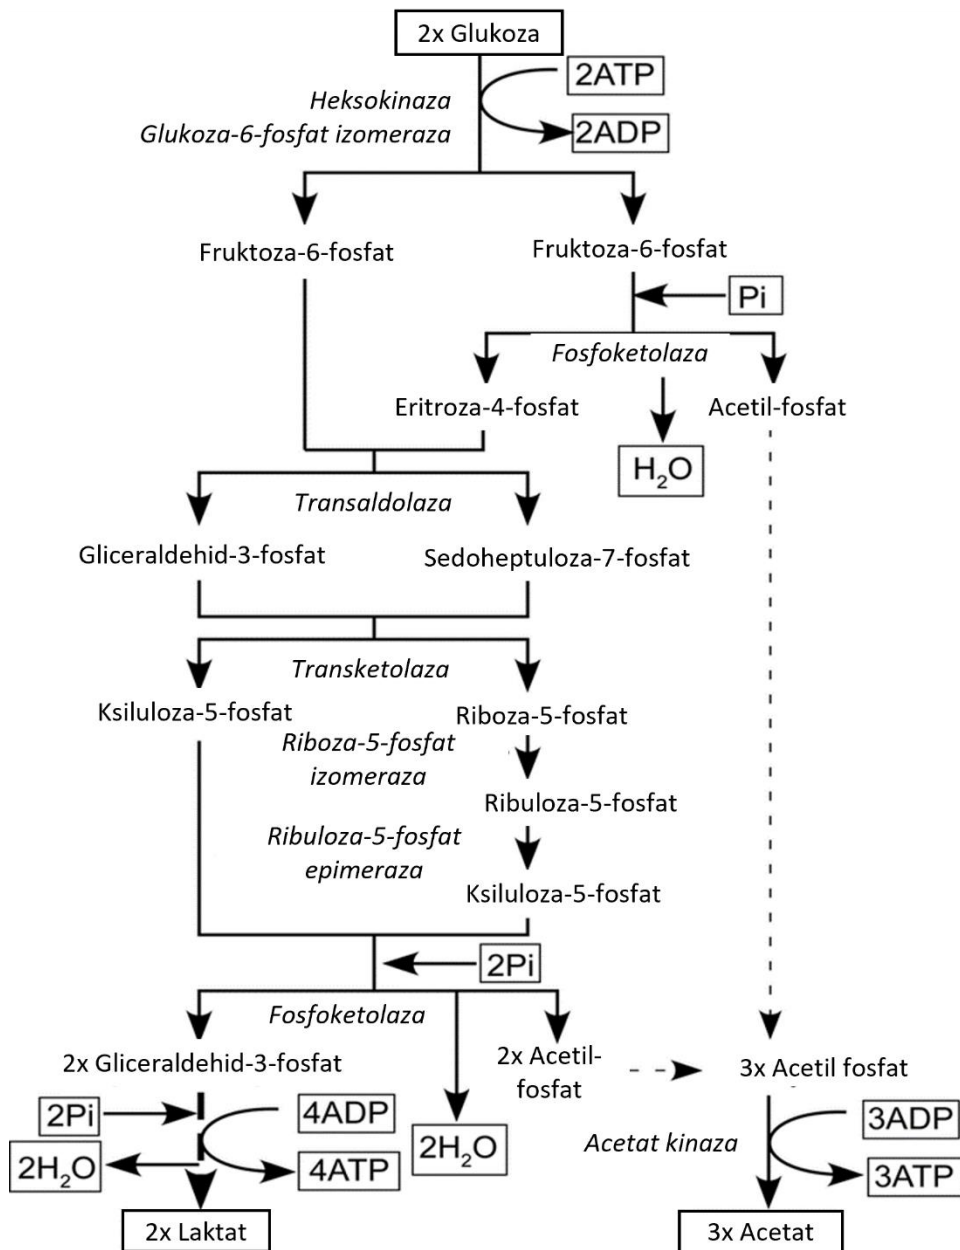 2x Glukoza
2ATP
Heksokinaza
Glukoza-6-fosfat izomeraza
2ADP
Fruktoza-6-fosfat
Fruktoza-6-fosfat
Pi
Fosfoketolaza
Eritroza-4-fosfat
Acetil-fosfat
H₂O
Transaldolaza
Gliceraldehid-3-fosfat
Sedoheptuloza-7-fosfat
Transketolaza
Ksiluloza-5-fosfat
Riboza-5-fosfat
Riboza-5-fosfat
izomeraza
Ribuloza-5-fosfat
Ribuloza-5-fosfat
epimeraza
Ksiluloza-5-fosfat
2Pi
Fosfoketolaza
2x Gliceraldehid-3-fosfat
2x Acetil-
fosfat
3x Acetil fosfat
2Pi
4ADP
2H₂O
4ATP
2H₂O
Acetat kinaza
3ADP
3ATP
2x Laktat
3x Acetat